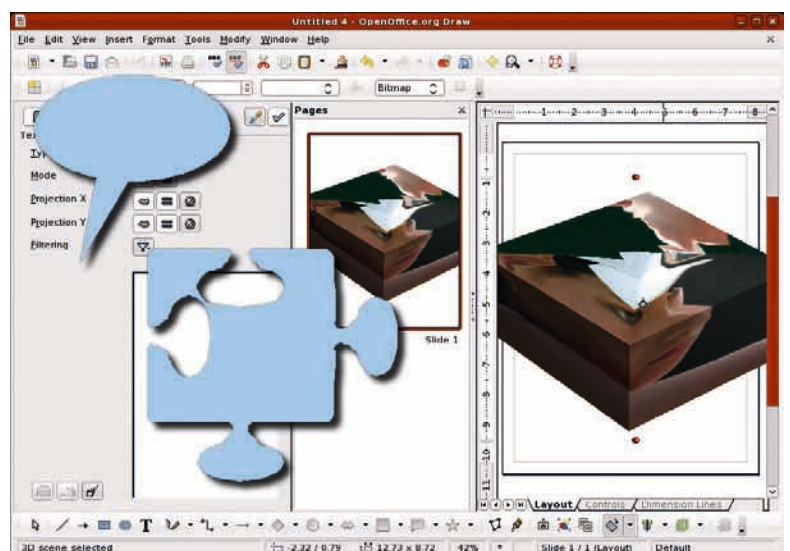 Untitled 4 - OpenOffice.org Draw
File Edit View Insert Format Tools Modify Window Help
Bitmap
Pages
Mode
Projection X
Projection Y
Filtering
Slide 1
Layout Controls Dimension Lines
3D scene selected -2.32 / 0.79 12.73 x 8.72 42% * Slide 1 / 1 (Layout) Default